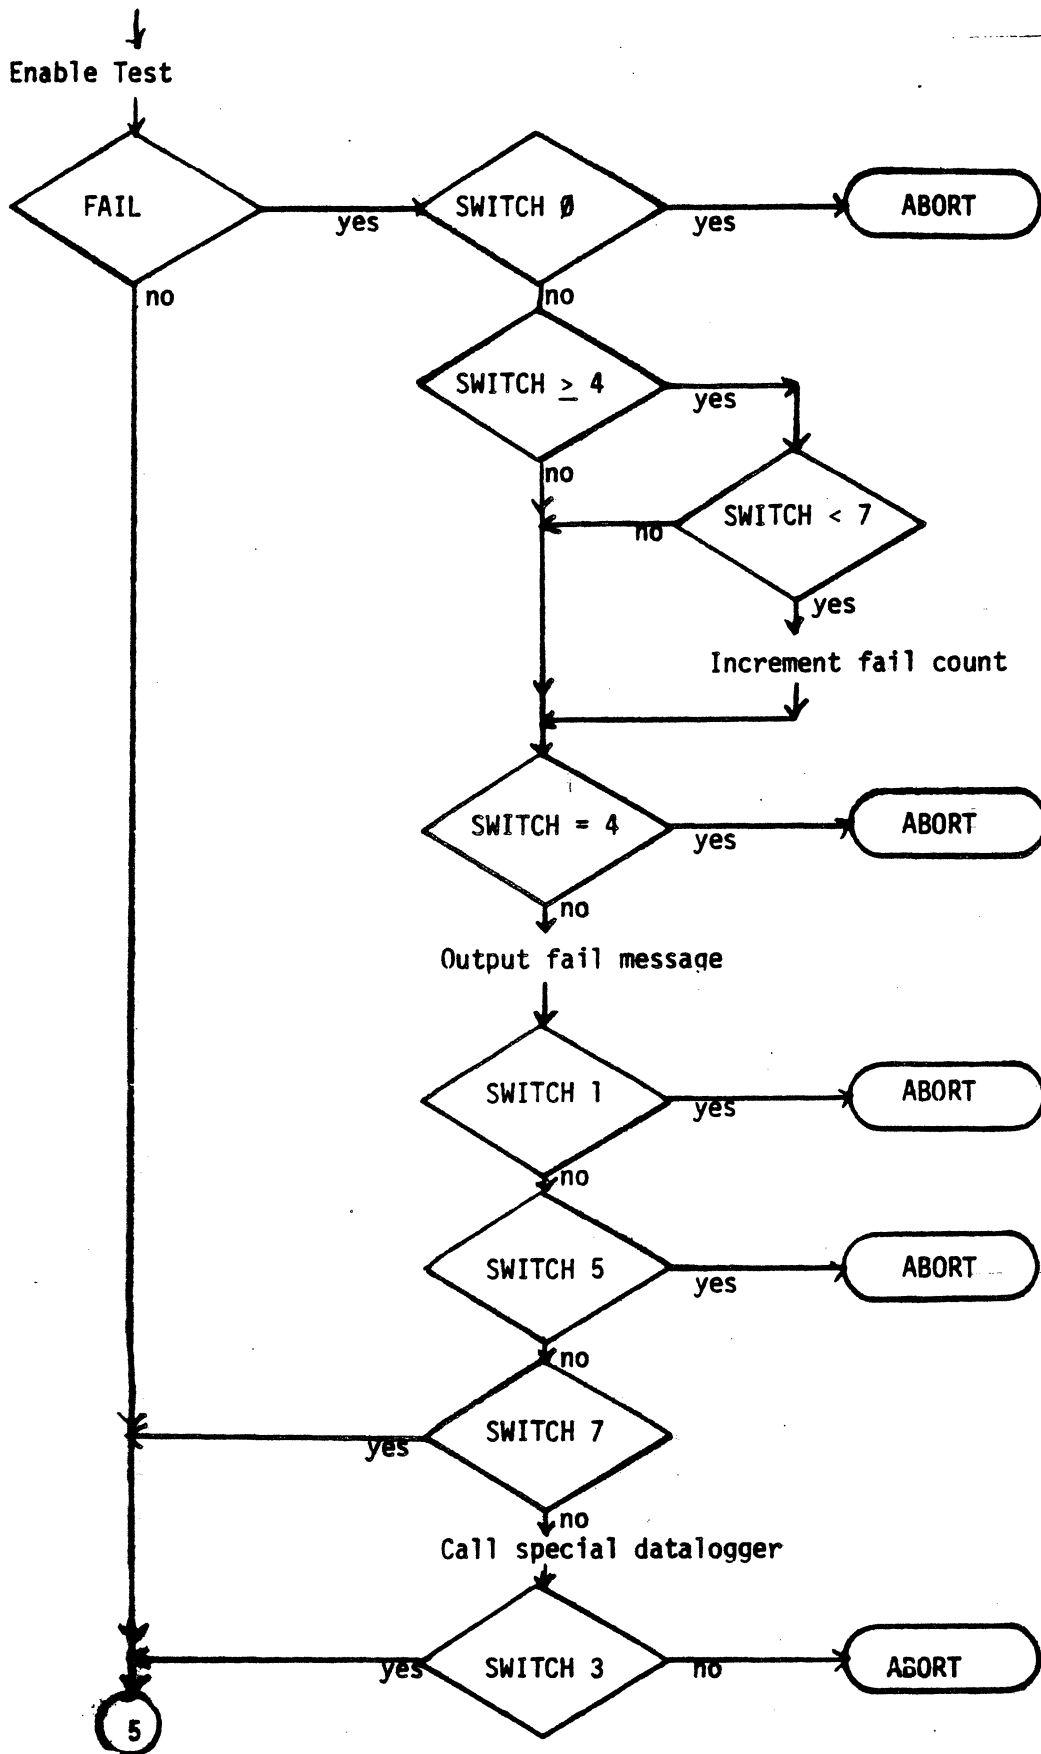 Enable Test
FAIL
yes
SWITCH Ø
yes
ABORT
no
no
SWITCH ≥ 4
yes
no
SWITCH < 7
no
yes
Increment fail count
SWITCH = 4
yes
ABORT
no
Output fail message
SWITCH 1
yes
ABORT
no
SWITCH 5
yes
ABORT
no
SWITCH 7
yes
no
Call special datalogger
SWITCH 3
yes
no
ABORT
5